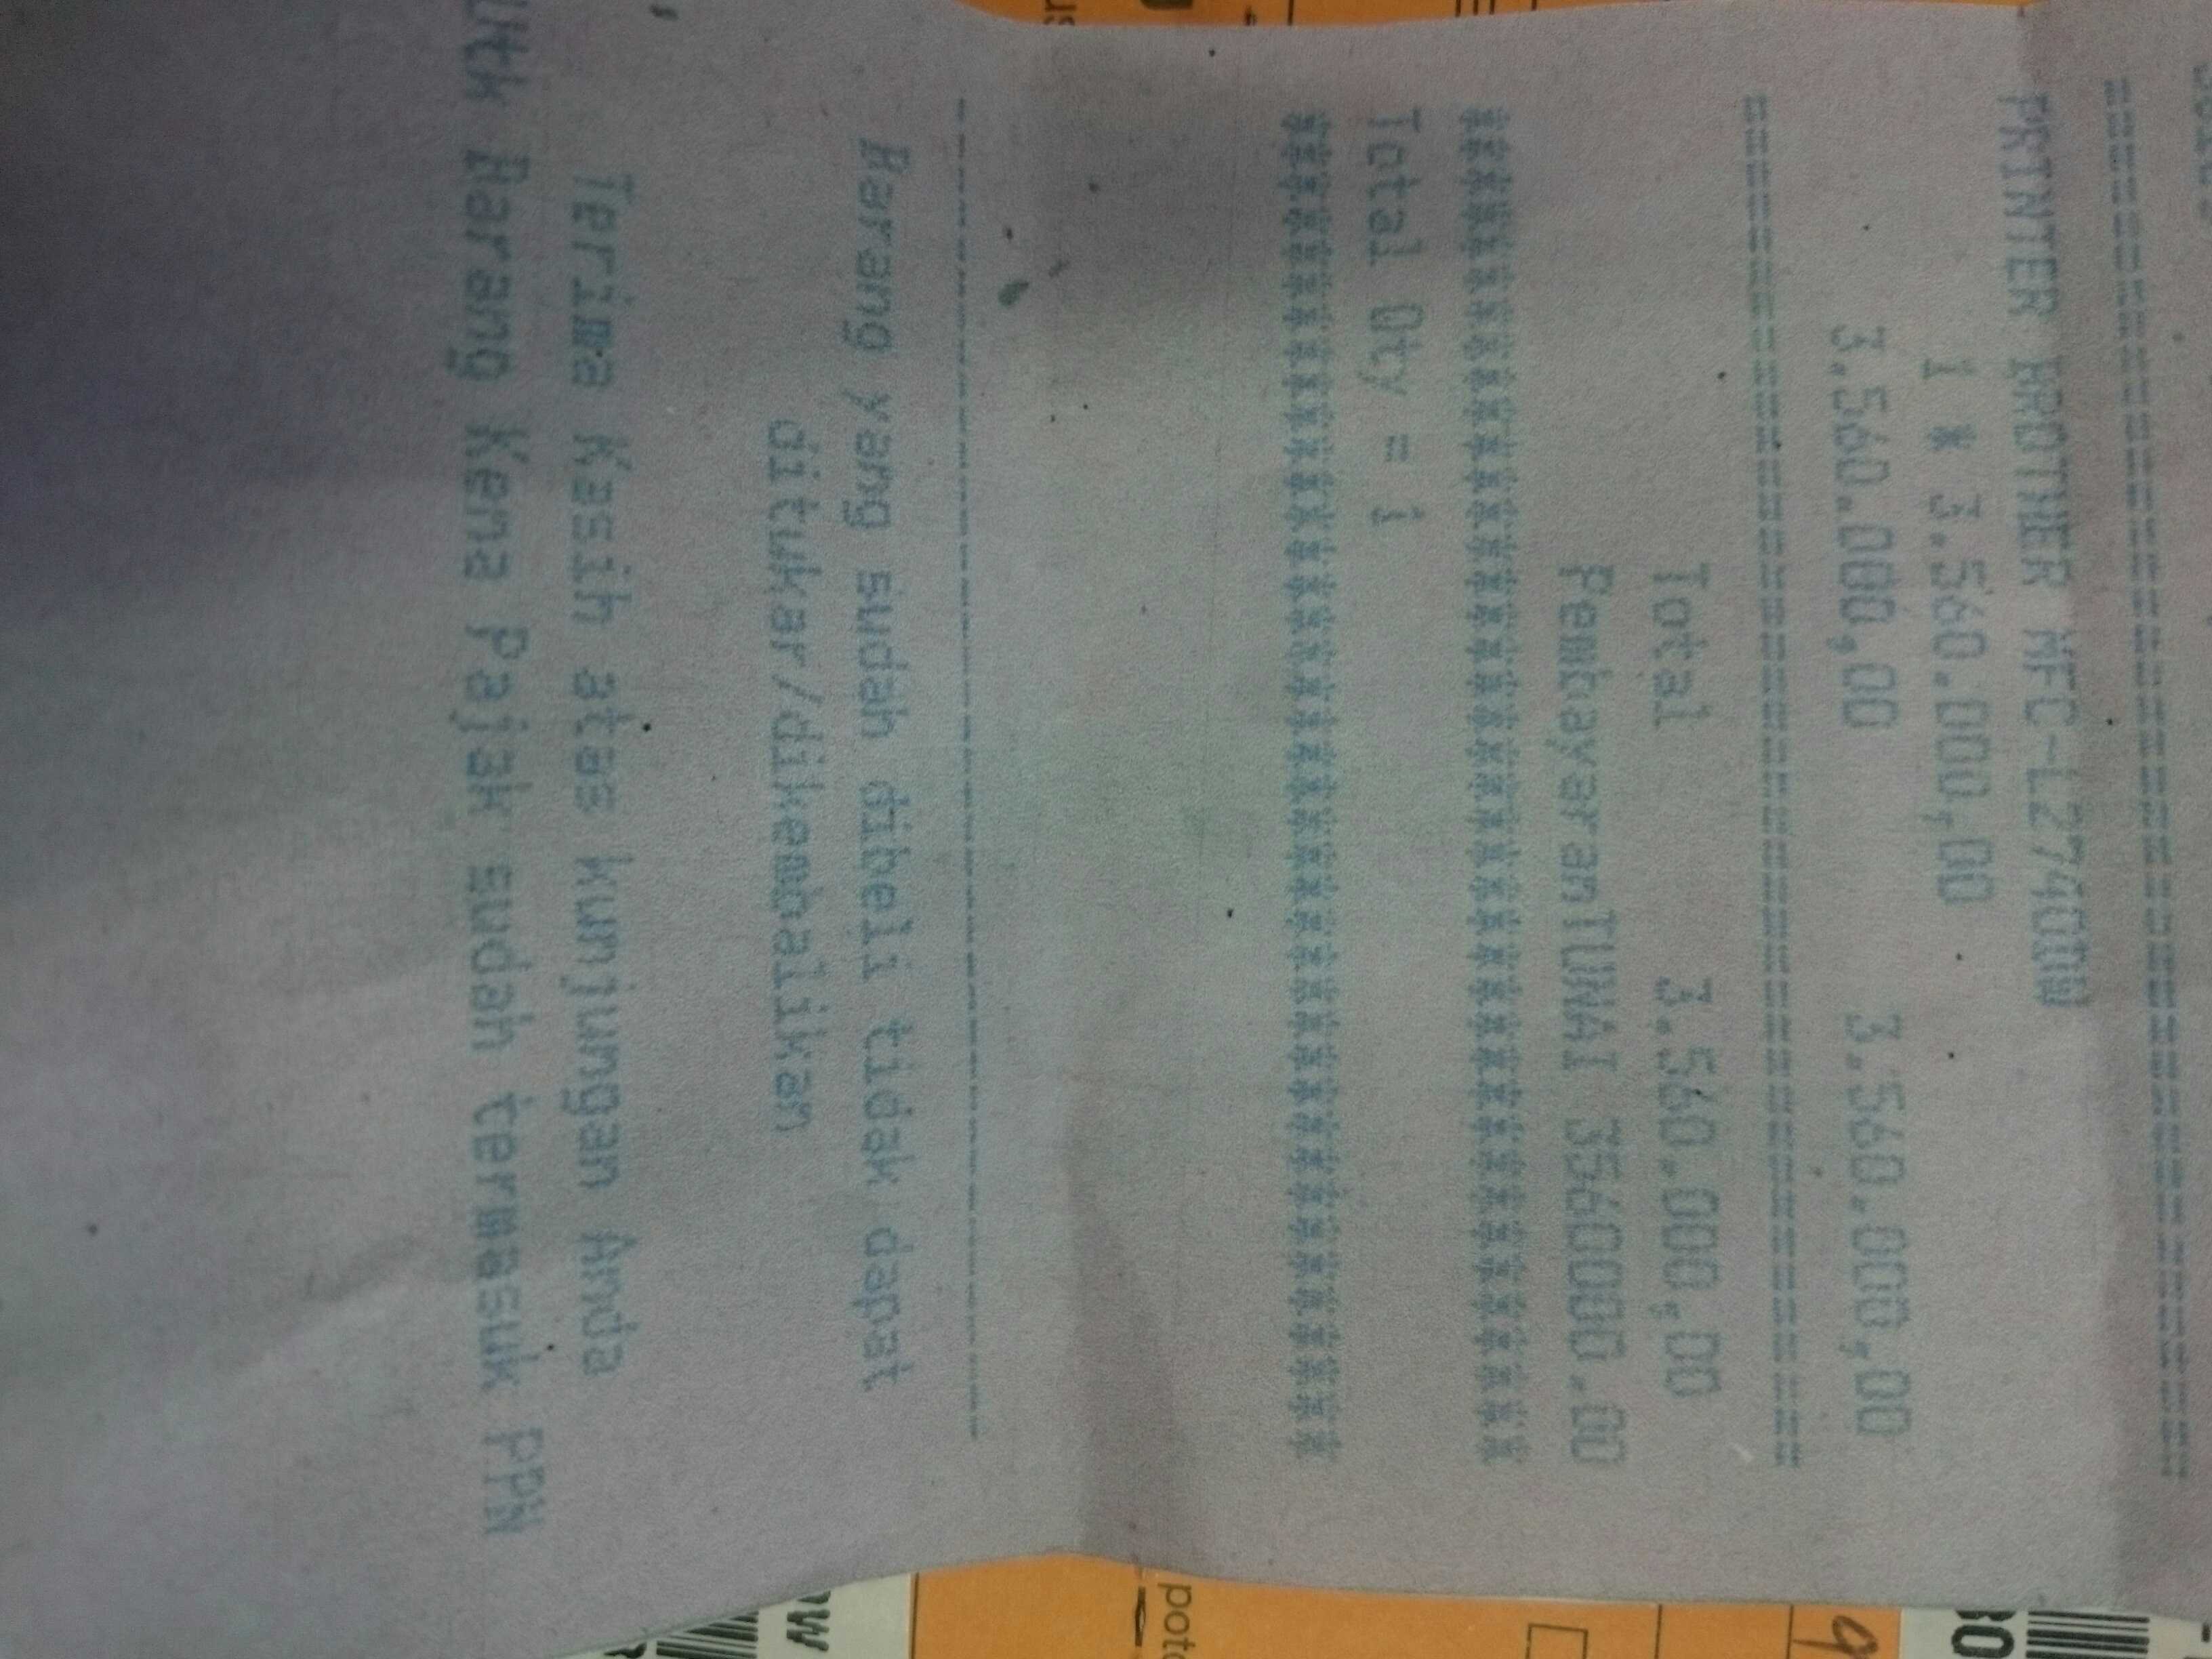 ========================================
PRINTER BROTHER MFC-L2740DW
1 * 3.560.000,00
3.560.000,00 3.560.000,00
========================================
Total 3.560.000,00
PembayaranTUNAI 3560000.00
****************************************
Total Qty = 1
****************************************
----------------------------------------
Barang yang sudah dibeli tidak dapat
ditukar/dikembalikan
Terima Kasih atas kunjungan Anda
Utk Barang Kena Pajak sudah termasuk PPN